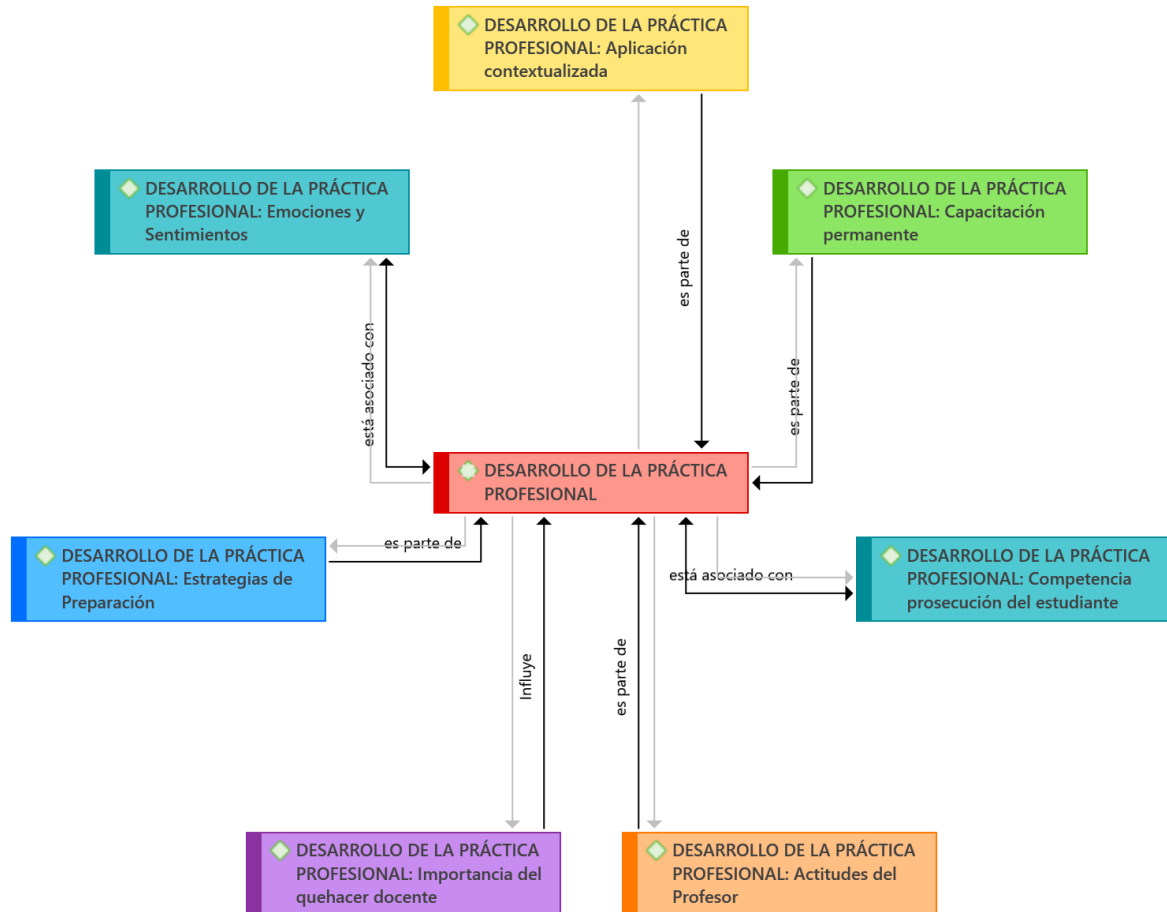 DESARROLLO DE LA PRÁCTICA
PROFESIONAL: Aplicación
contextualizada
DESARROLLO DE LA PRÁCTICA
PROFESIONAL: Emociones y
Sentimientos
DESARROLLO DE LA PRÁCTICA
PROFESIONAL: Capacitación
permanente
es parte de
está asociado con
es parte de
DESARROLLO DE LA PRÁCTICA
PROFESIONAL
es parte de
DESARROLLO DE LA PRÁCTICA
PROFESIONAL: Estrategias de
Preparación
está asociado con
DESARROLLO DE LA PRÁCTICA
PROFESIONAL: Competencia
prosecución del estudiante
Influye
es parte de
DESARROLLO DE LA PRÁCTICA
PROFESIONAL: Importancia del
quehacer docente
DESARROLLO DE LA PRÁCTICA
PROFESIONAL: Actitudes del
Profesor